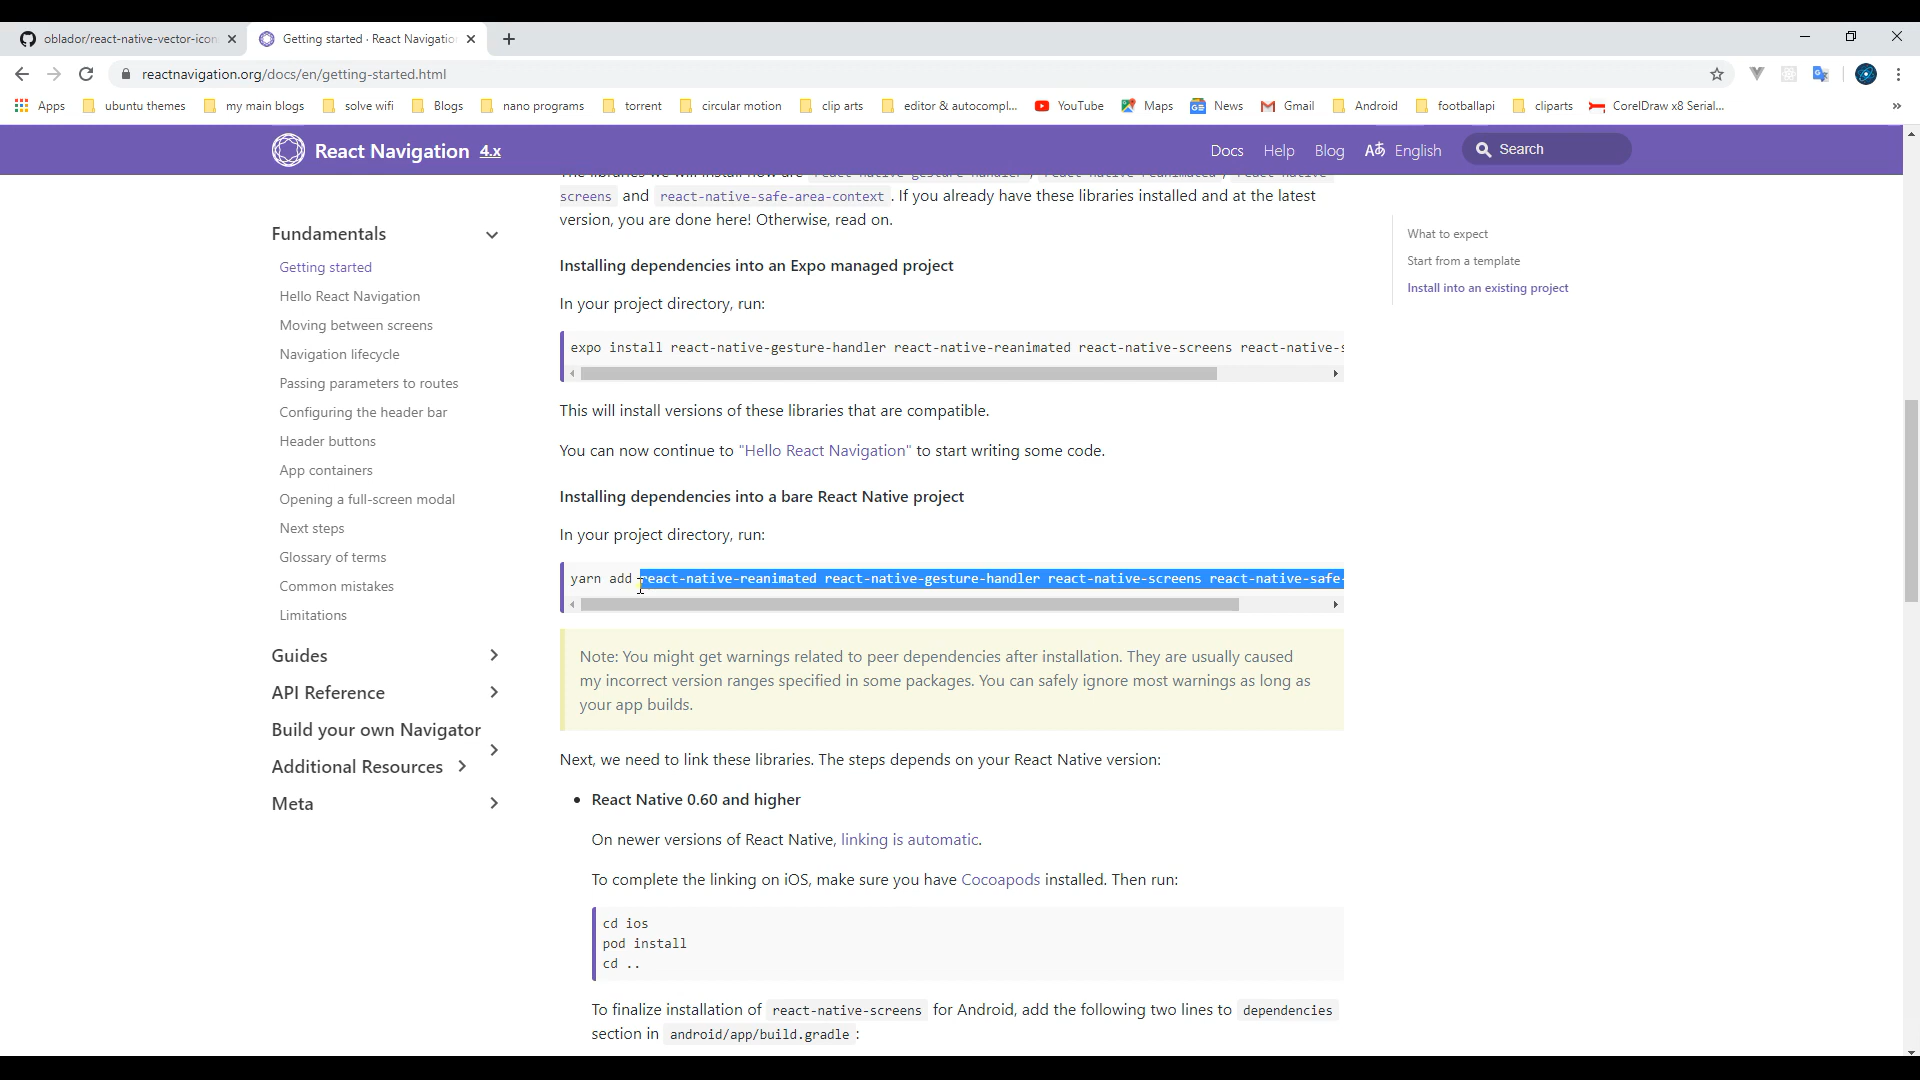 oblador/react-native-vector-icon
Getting started · React Navigatio
reactnavigation.org/docs/en/getting-started.html
Apps
ubuntu themes
my main blogs
solve wifi
Blogs
nano programs
torrent
circular motion
clip arts
editor & autocompl...
YouTube
Maps
News
Gmail
Android
footballapi
cliparts
CorelDraw x8 Serial...
»
React Navigation 4.x
Docs
Help
Blog
English
Search
Fundamentals
Getting started
Hello React Navigation
Moving between screens
Navigation lifecycle
Passing parameters to routes
Configuring the header bar
Header buttons
App containers
Opening a full-screen modal
Next steps
Glossary of terms
Common mistakes
Limitations
Guides
API Reference
Build your own Navigator
Additional Resources
Meta
The libraries we will install now are react-native-gesture-handler, react-native-reanimated, react-native-
screens and react-native-safe-area-context . If you already have these libraries installed and at the latest
version, you are done here! Otherwise, read on.
Installing dependencies into an Expo managed project
In your project directory, run:
expo install react-native-gesture-handler react-native-reanimated react-native-screens react-native-s
This will install versions of these libraries that are compatible.
You can now continue to "Hello React Navigation" to start writing some code.
Installing dependencies into a bare React Native project
In your project directory, run:
yarn add react-native-reanimated react-native-gesture-handler react-native-screens react-native-safe-
Note: You might get warnings related to peer dependencies after installation. They are usually caused
my incorrect version ranges specified in some packages. You can safely ignore most warnings as long as
your app builds.
Next, we need to link these libraries. The steps depends on your React Native version:
• React Native 0.60 and higher
On newer versions of React Native, linking is automatic.
To complete the linking on iOS, make sure you have Cocoapods installed. Then run:
cd ios
pod install
cd ..
To finalize installation of react-native-screens for Android, add the following two lines to dependencies
section in android/app/build.gradle :
What to expect
Start from a template
Install into an existing project